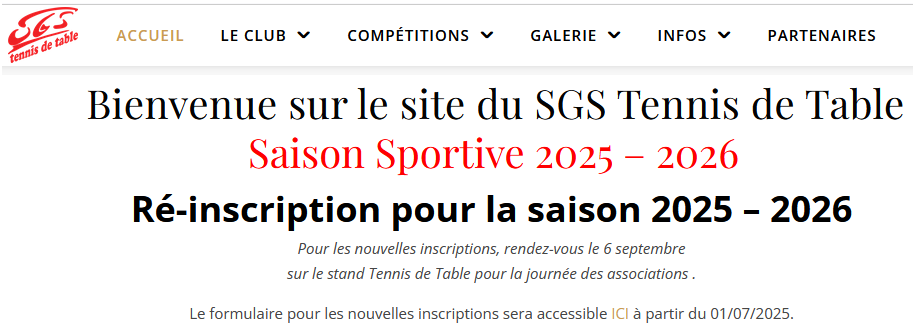 SGS
tennis de table
ACCUEIL LE CLUB COMPÉTITIONS GALERIE INFOS PARTENAIRES
Bienvenue sur le site du SGS Tennis de Table
Saison Sportive 2025 – 2026
Ré-inscription pour la saison 2025 – 2026
Pour les nouvelles inscriptions, rendez-vous le 6 septembre
sur le stand Tennis de Table pour la journée des associations .
Le formulaire pour les nouvelles inscriptions sera accessible ICI à partir du 01/07/2025.